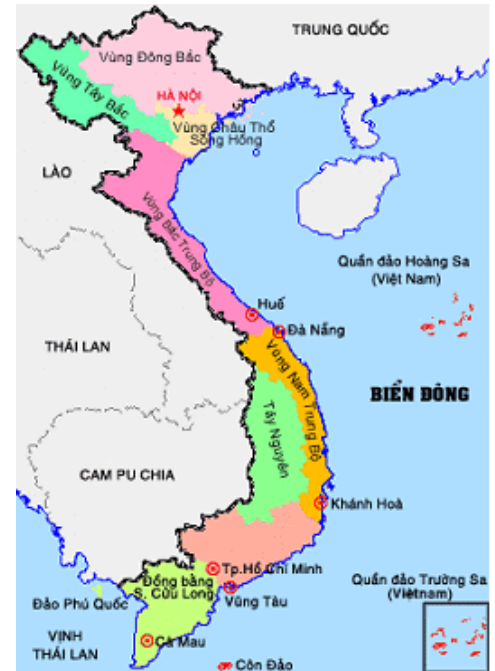 TRUNG QUỐC
Vùng Đông Bắc
Vùng Tây Bắc
HÀ NỘI
Vùng Châu Thổ
Sông Hồng
LÀO
Vùng Bắc Trung Bộ
Quần đảo Hoàng Sa
(Việt Nam)
Huế
Đà Nẵng
THÁI LAN
Vùng Nam Trung Bộ
BIỂN ĐÔNG
Tây Nguyên
CAM PU CHIA
Khánh Hoà
Tp.Hồ Chí Minh
Đồng bàng
S. Cửu Long
Quần đảo Trường Sa
(Việtnam)
Đảo Phú Quốc
Vũng Tàu
VỊNH
THÁI LAN
Cà Mau
Côn Đảo